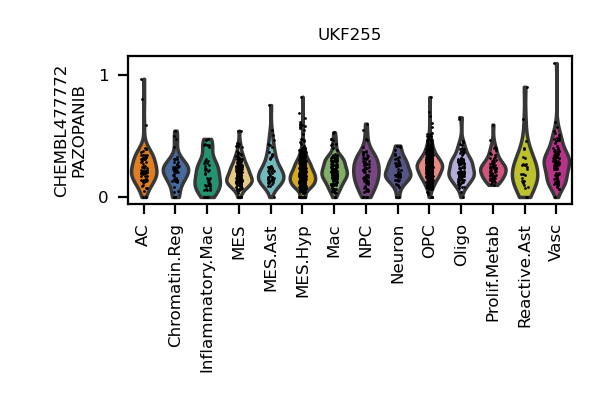 UKF255
CHEMBL477772
PAZOPANIB
1
0
AC
Chromatin.Reg
Inflammatory.Mac
MES
MES.Ast
MES.Hyp
Mac
NPC
Neuron
OPC
Oligo
Prolif.Metab
Reactive.Ast
Vasc